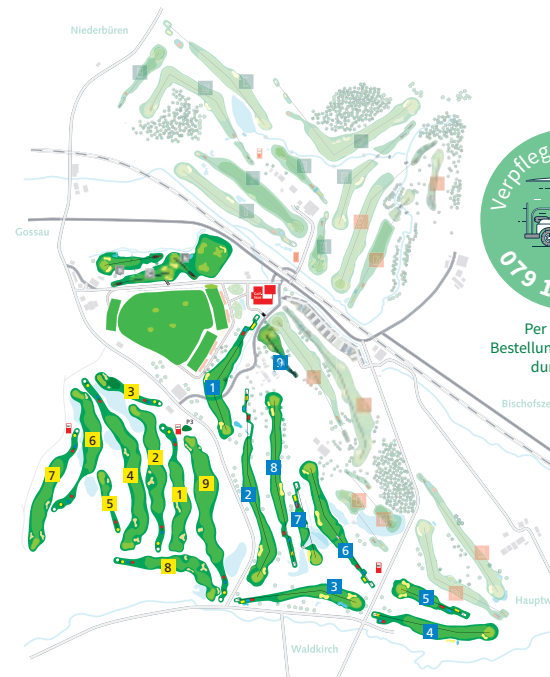 Niederbüren
Verpfleg
Gossau
079 1
Per
Bestellun
du
Bischofsze
9
1
3
6
P3
2
7
4
9
8
5
1
2
7
6
8
3
5
Hauptw
4
Waldkirch